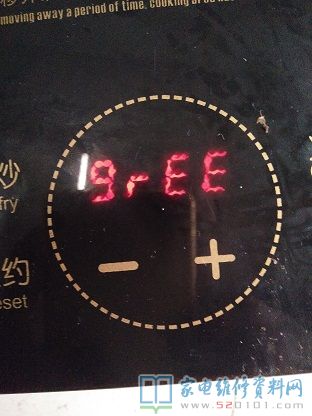 moving away a period of time, cooking
grEE
炒
fry
约
eset
− +
家电维修资料网
www.520101.com